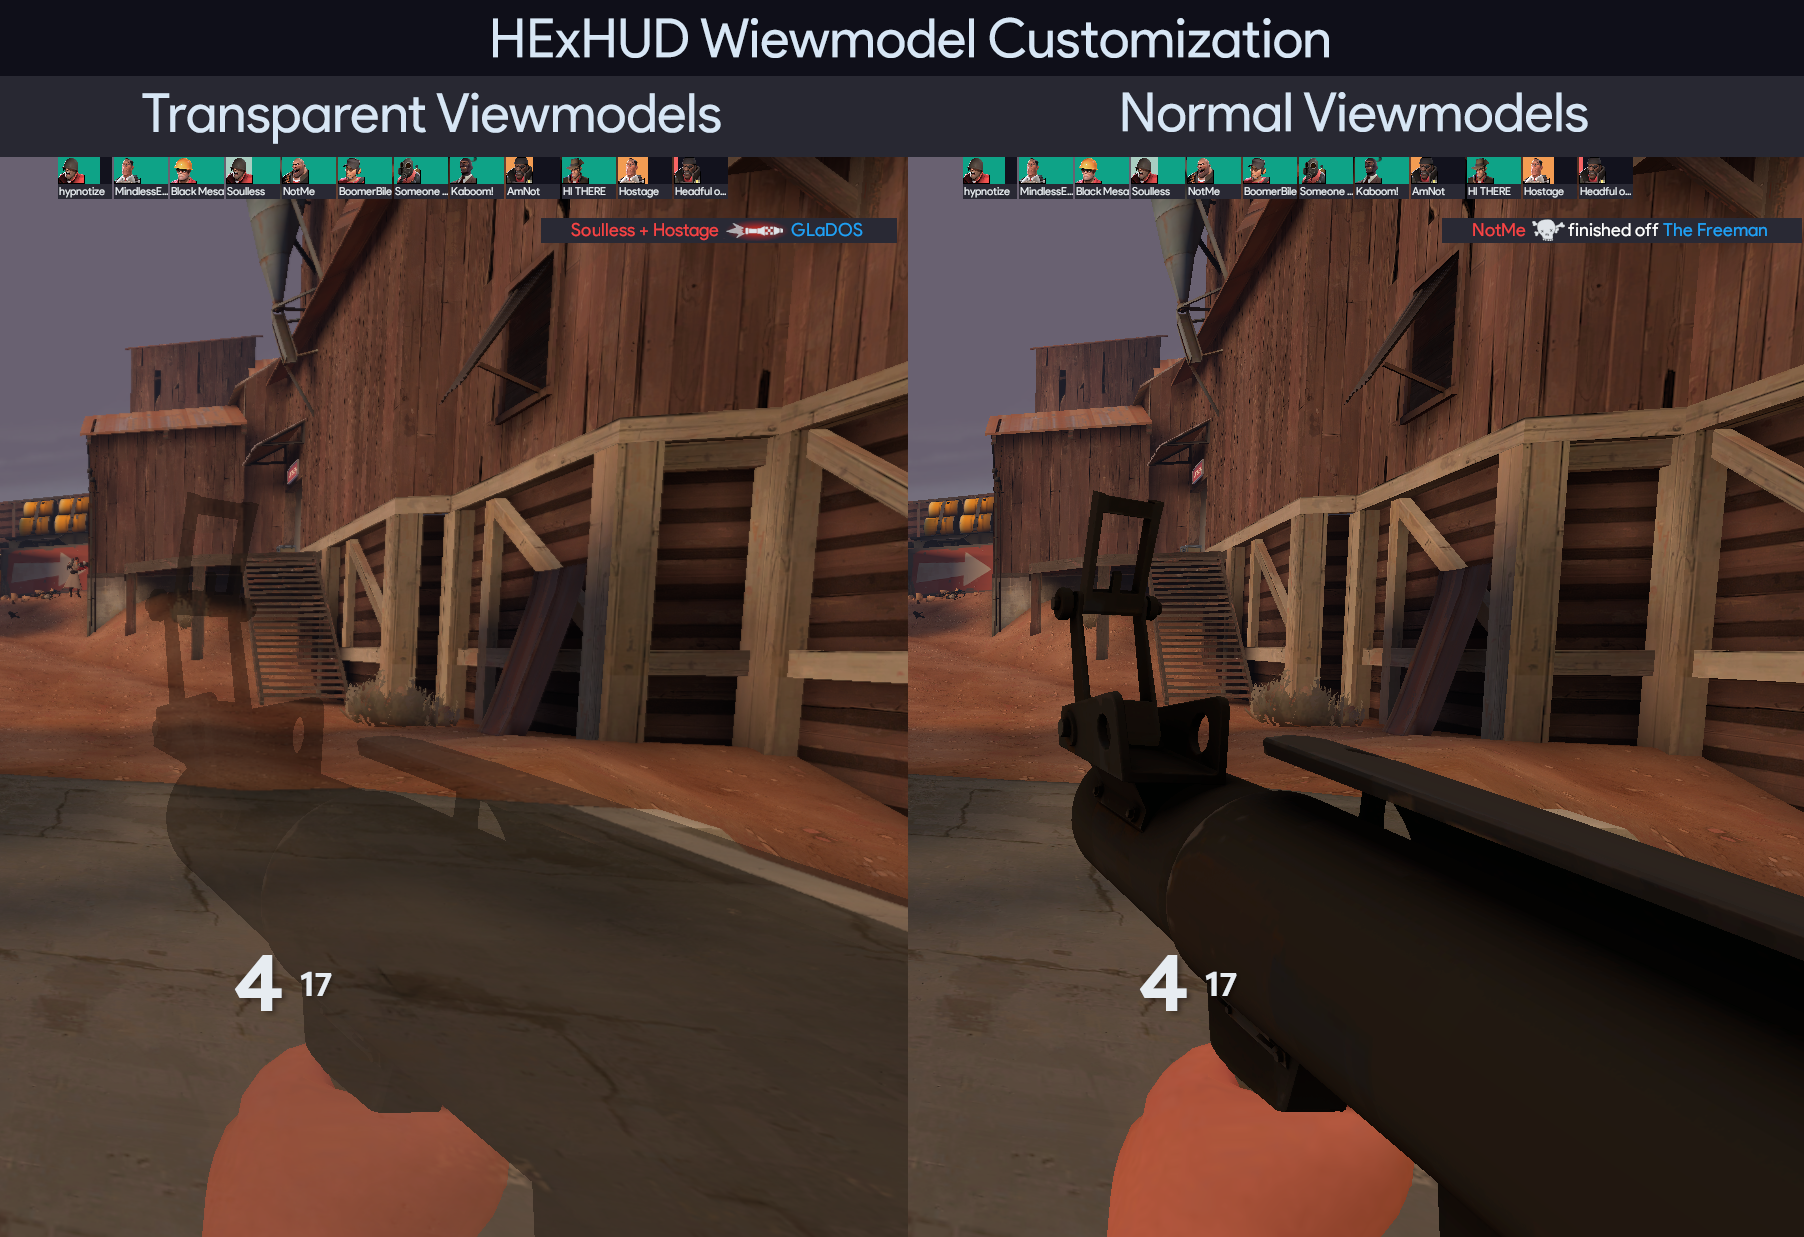 HExHUD Wiewmodel Customization
Transparent Viewmodels
Normal Viewmodels
hypnotize MindlessE... Black Mesa Soulless NotMe BoomerBile Someone ... Kaboom! AmNot HI THERE Hostage Headful o...
Soulless + Hostage GLaDOS
4 17
hypnotize MindlessE... Black Mesa Soulless NotMe BoomerBile Someone ... Kaboom! AmNot HI THERE Hostage Headful o...
NotMe finished off The Freeman
4 17